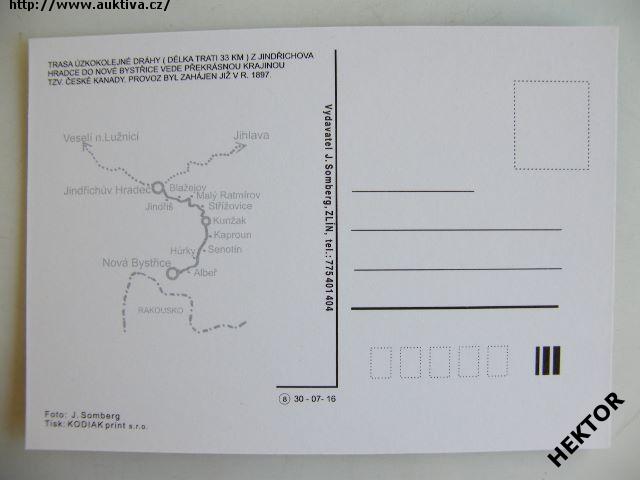 http://www.auktiva.cz/
TRASA ÚZKOKOLEJNÉ DRÁHY ( DÉLKA TRATI 33 KM ) Z JINDŘICHOVA
HRADCE DO NOVÉ BYSTŘICE VEDE PŘEKRÁSNOU KRAJINOU
TZV. ČESKÉ KANADY. PROVOZ BYL ZAHÁJEN JIŽ V R. 1897.
Veselí n.Lužnicí
Jihlava
Jindřichův Hradec
Blažejov
Malý Ratmírov
Jindřiš
Střížovice
Kunžak
Kaproun
Hůrky
Senotín
Nová Bystřice
Albeř
RAKOUSKO
Vydavatel J. Somberg, ZLÍN, tel.: 775401404
8 30 - 07- 16
Foto: J. Somberg
Tisk: KODIAK print s.r.o.
HEKTOR